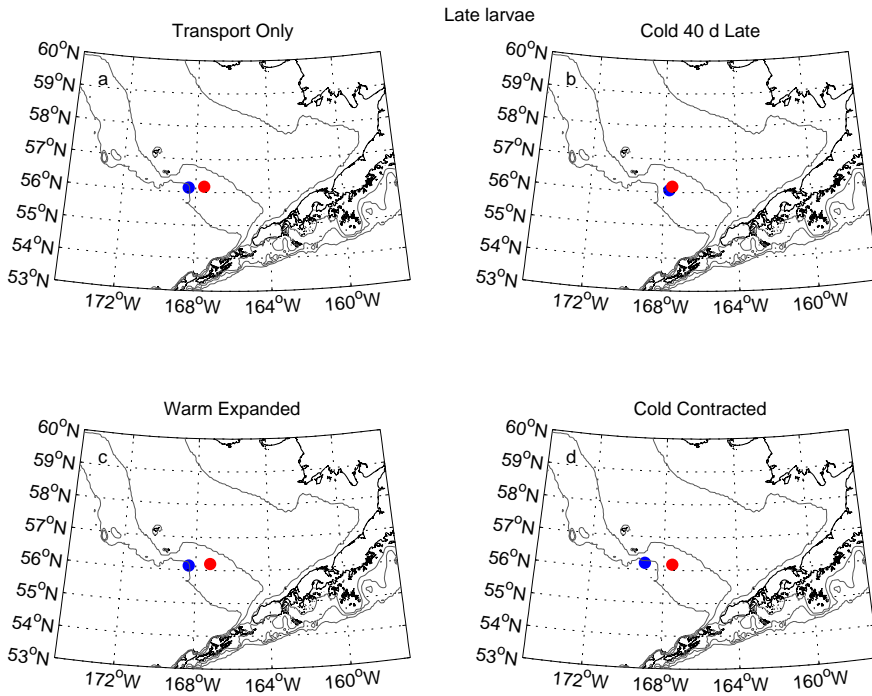 Late larvae
Transport Only
a
60°N
59°N
58°N
57°N
56°N
55°N
54°N
53°N
172°W 168°W 164°W 160°W
Cold 40 d Late
b
60°N
59°N
58°N
57°N
56°N
55°N
54°N
53°N
172°W 168°W 164°W 160°W
Warm Expanded
c
60°N
59°N
58°N
57°N
56°N
55°N
54°N
53°N
172°W 168°W 164°W 160°W
Cold Contracted
d
60°N
59°N
58°N
57°N
56°N
55°N
54°N
53°N
172°W 168°W 164°W 160°W